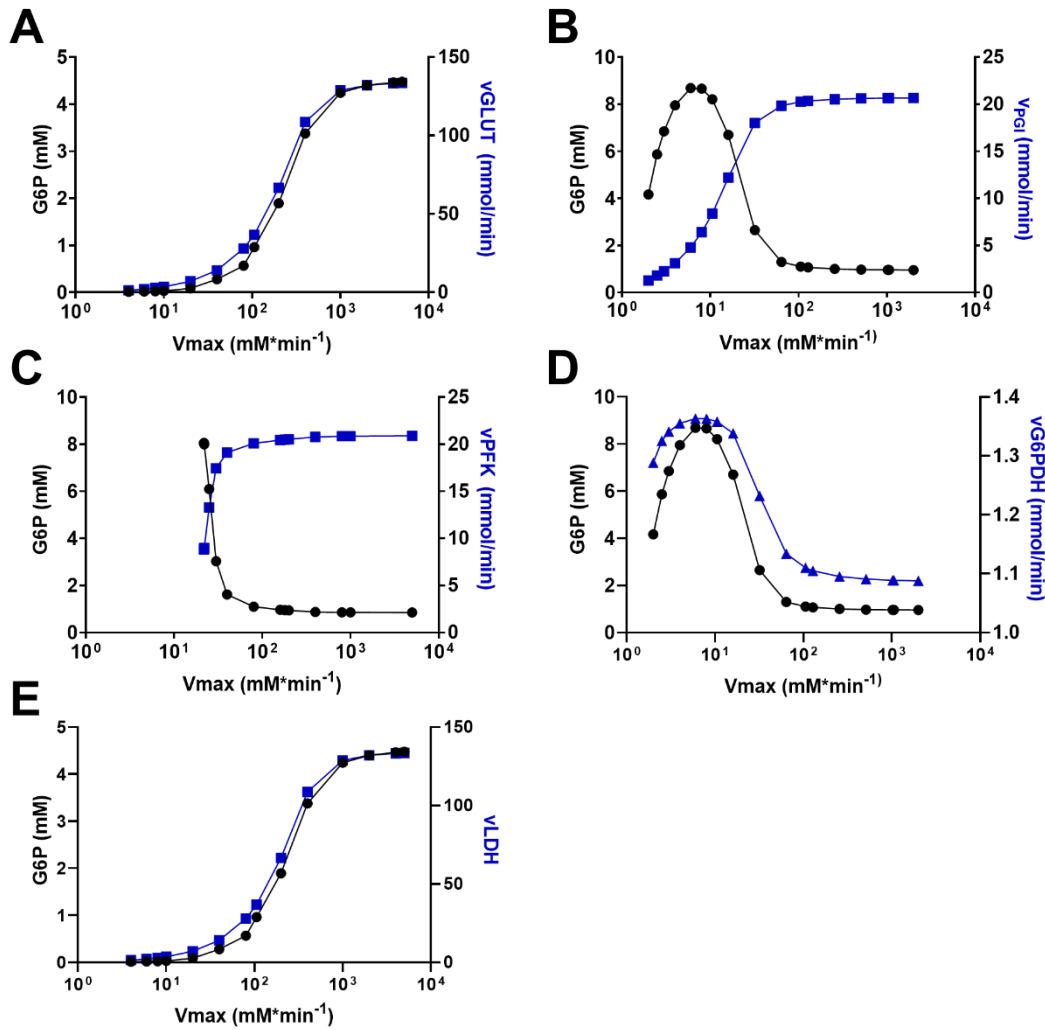 A
5
4
3
2
1
0
G6P (mM)
150
100
50
0
vGLUT (mmol/min)
10⁰ 10¹ 10² 10³ 10⁴
Vmax (mM*min⁻¹)
B
10
8
6
4
2
0
G6P (mM)
25
20
15
10
5
0
vPGI (mmol/min)
10⁰ 10¹ 10² 10³ 10⁴
Vmax (mM*min⁻¹)
C
10
8
6
4
2
0
G6P (mM)
25
20
15
10
5
0
vPFK (mmol/min)
10⁰ 10¹ 10² 10³ 10⁴
Vmax (mM*min⁻¹)
D
10
8
6
4
2
0
G6P (mM)
1.4
1.3
1.2
1.1
1.0
vG6PDH (mmol/min)
10⁰ 10¹ 10² 10³ 10⁴
Vmax (mM*min⁻¹)
E
5
4
3
2
1
0
G6P (mM)
150
100
50
0
vLDH
10⁰ 10¹ 10² 10³ 10⁴
Vmax (mM*min⁻¹)